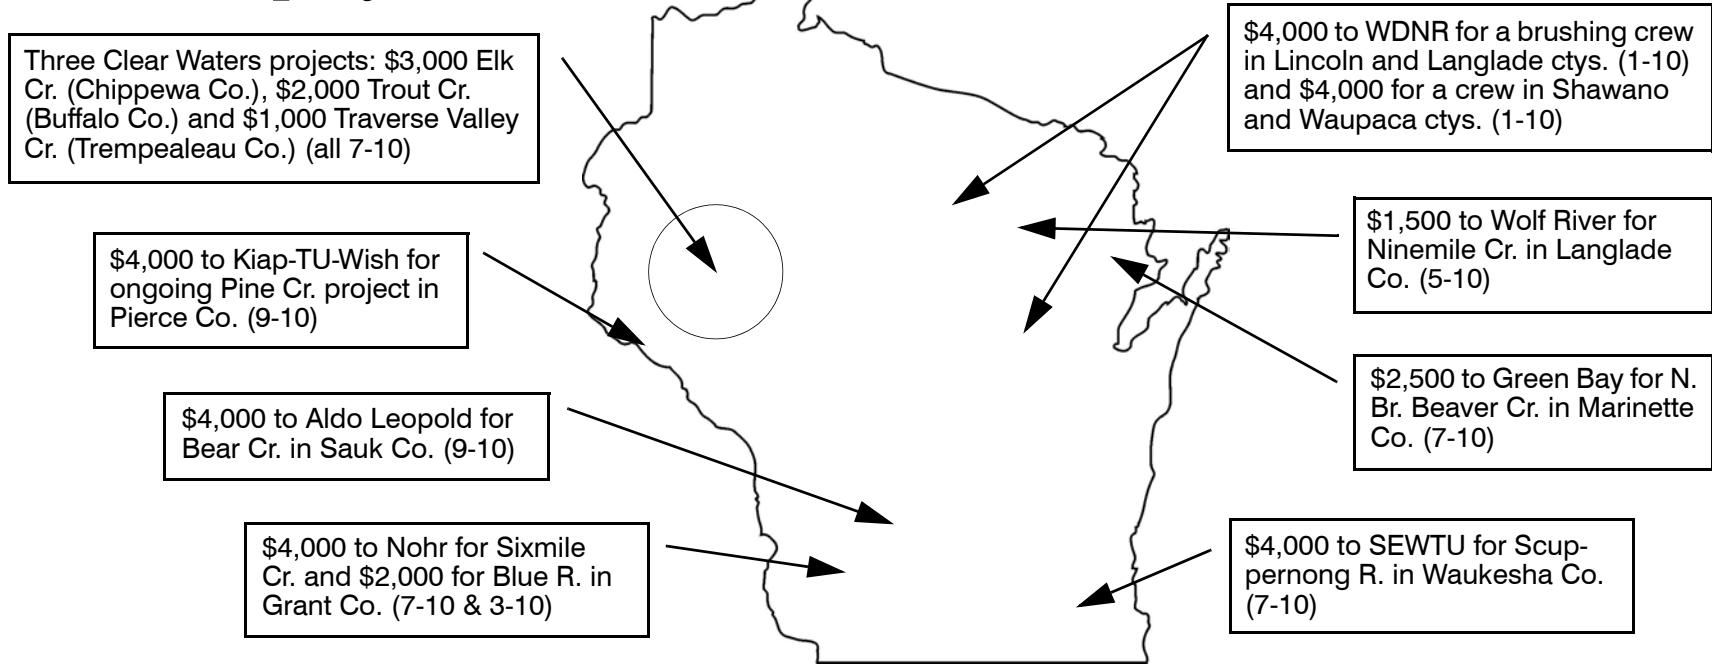 Three Clear Waters projects: $3,000 Elk
Cr. (Chippewa Co.), $2,000 Trout Cr.
(Buffalo Co.) and $1,000 Traverse Valley
Cr. (Trempealeau Co.) (all 7-10)
$4,000 to Kiap-TU-Wish for
ongoing Pine Cr. project in
Pierce Co. (9-10)
$4,000 to Aldo Leopold for
Bear Cr. in Sauk Co. (9-10)
$4,000 to Nohr for Sixmile
Cr. and $2,000 for Blue R. in
Grant Co. (7-10 & 3-10)
$4,000 to WDNR for a brushing crew
in Lincoln and Langlade ctys. (1-10)
and $4,000 for a crew in Shawano
and Waupaca ctys. (1-10)
$1,500 to Wolf River for
Ninemile Cr. in Langlade
Co. (5-10)
$2,500 to Green Bay for N.
Br. Beaver Cr. in Marinette
Co. (7-10)
$4,000 to SEWTU for Scup-
pernong R. in Waukesha Co.
(7-10)